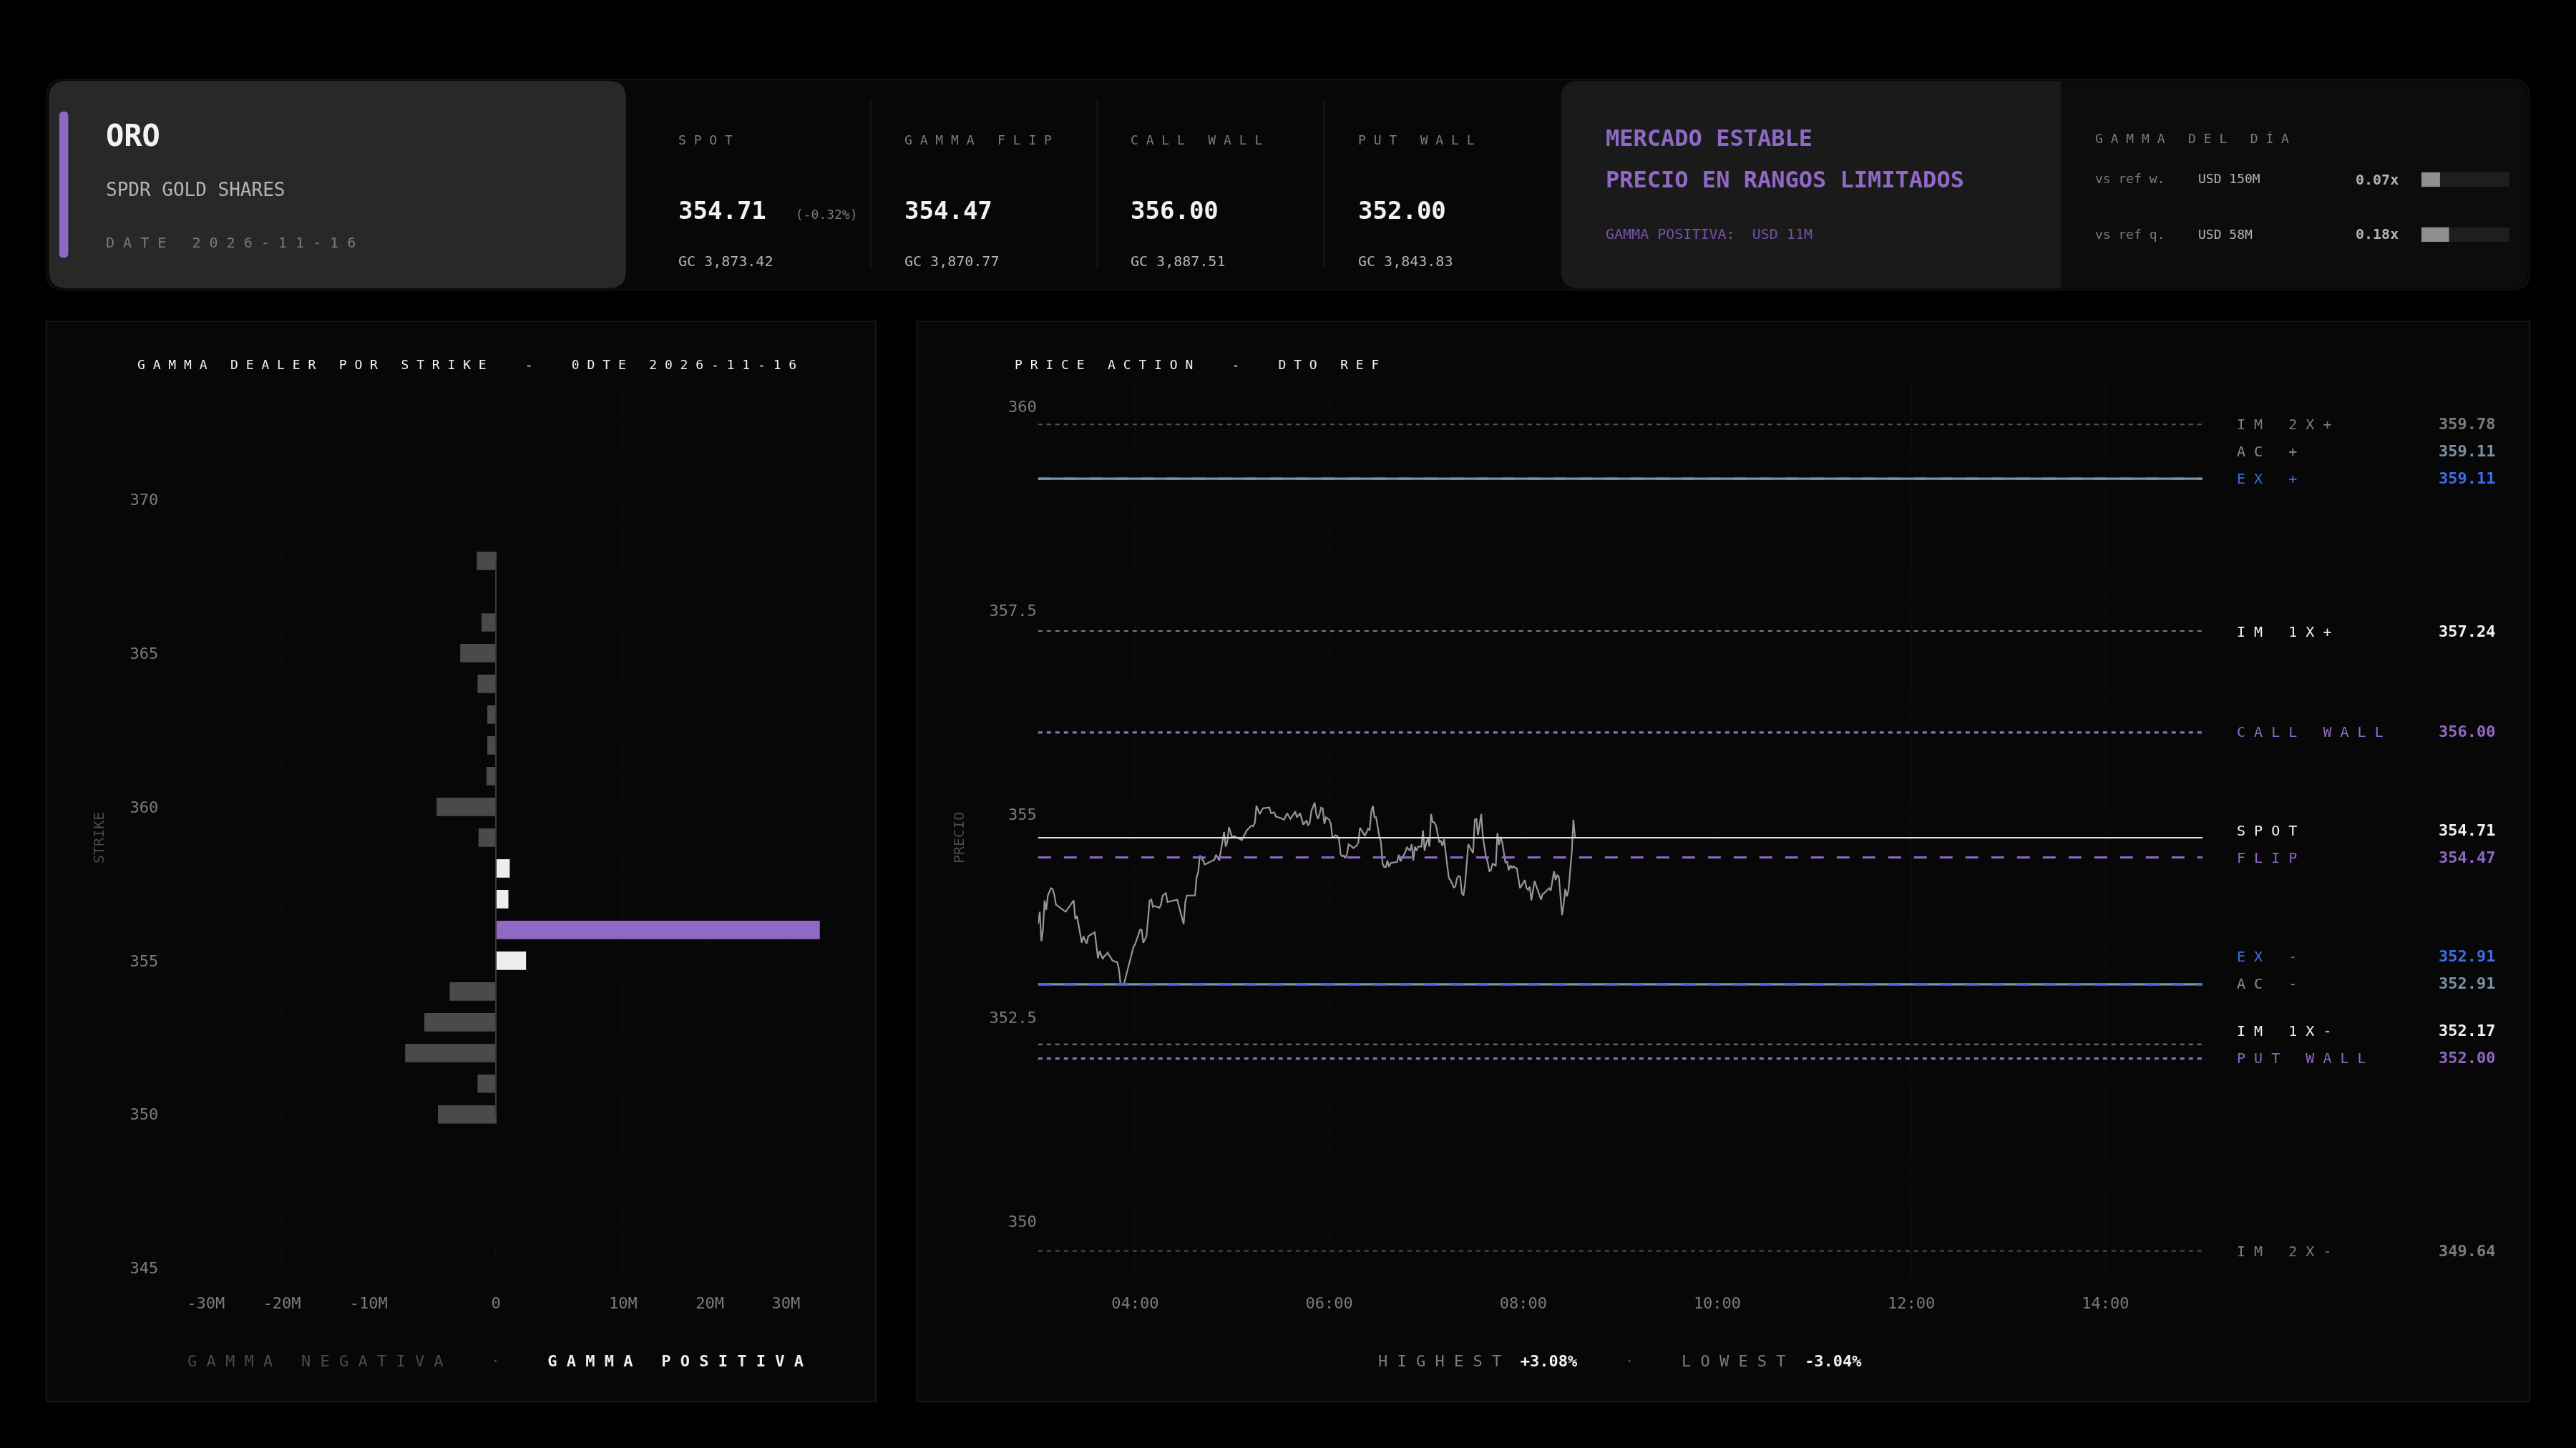 ORO
SPDR GOLD SHARES
DATE 2026-11-16
SPOT
354.71 (-0.32%)
GC 3,873.42
GAMMA FLIP
354.47
GC 3,870.77
CALL WALL
356.00
GC 3,887.51
PUT WALL
352.00
GC 3,843.83
MERCADO ESTABLE
PRECIO EN RANGOS LIMITADOS
GAMMA POSITIVA: USD 11M
GAMMA DEL DÍA
vs ref w. USD 150M 0.07x
vs ref q. USD 58M 0.18x
GAMMA DEALER POR STRIKE - 0DTE 2026-11-16
STRIKE
370
365
360
355
350
345
-30M -20M -10M 0 10M 20M 30M
GAMMA NEGATIVA · GAMMA POSITIVA
PRICE ACTION - DTO REF
PRECIO
360
357.5
355
352.5
350
04:00 06:00 08:00 10:00 12:00 14:00
IM 2X+ 359.78
AC + 359.11
EX + 359.11
IM 1X+ 357.24
CALL WALL 356.00
SPOT 354.71
FLIP 354.47
EX - 352.91
AC - 352.91
IM 1X- 352.17
PUT WALL 352.00
IM 2X- 349.64
HIGHEST +3.08% · LOWEST -3.04%